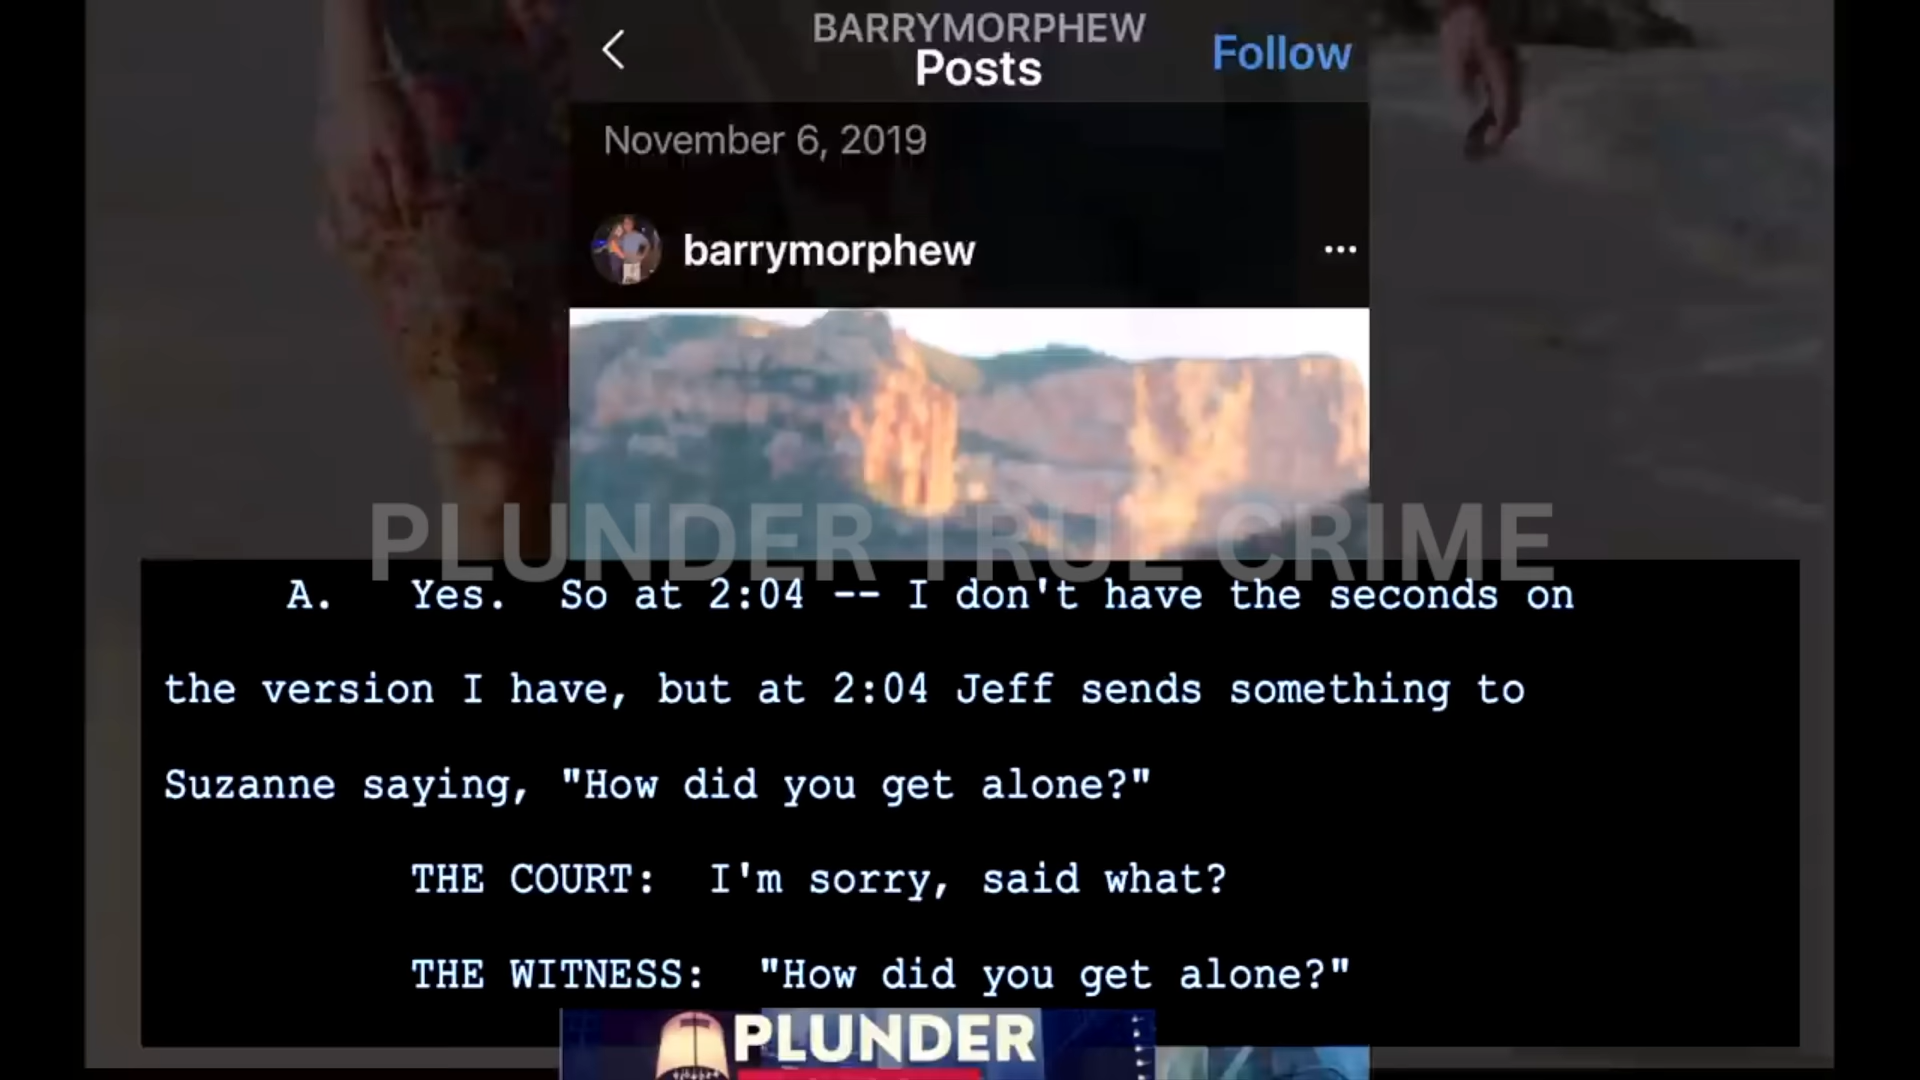 BARRYMORPHEW
Posts
Follow
November 6, 2019
barrymorphew
PLUNDER TRUE CRIME
A. Yes. So at 2:04 -- I don't have the seconds on
the version I have, but at 2:04 Jeff sends something to
Suzanne saying, "How did you get alone?"
THE COURT: I'm sorry, said what?
THE WITNESS: "How did you get alone?"
PLUNDER